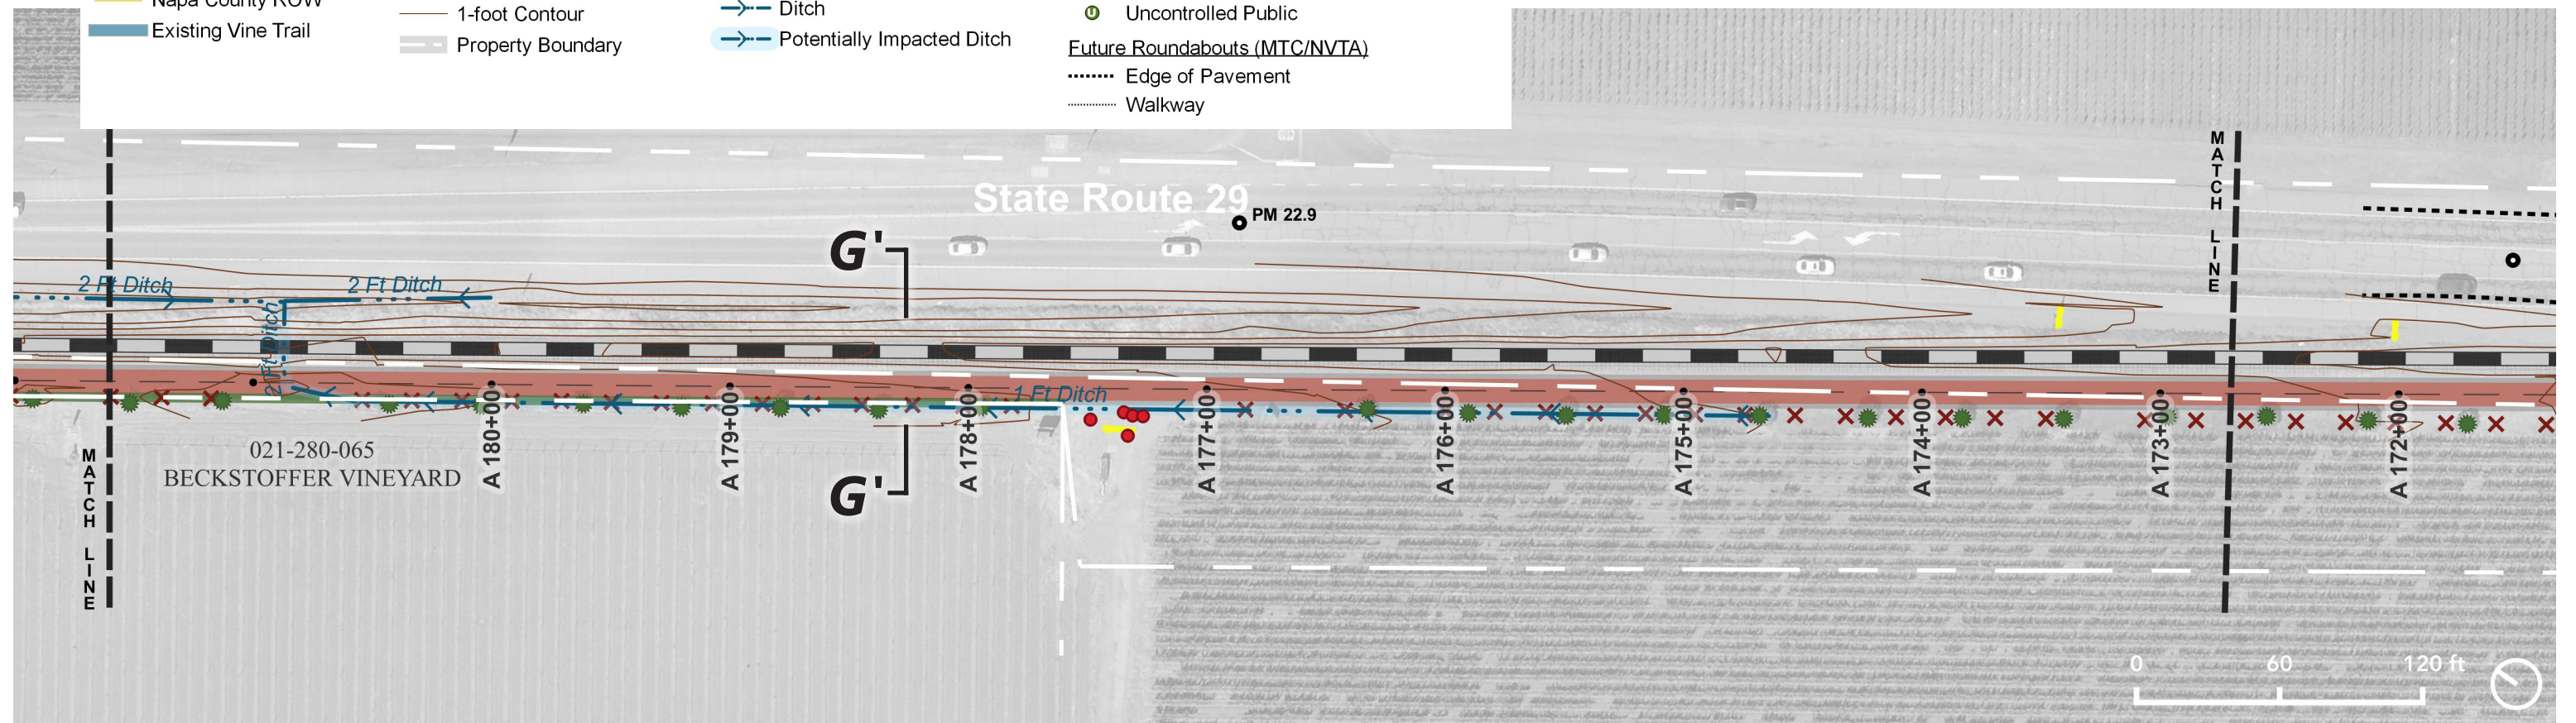 Napa County ROW
Existing Vine Trail
1-foot Contour
Property Boundary
Ditch
Potentially Impacted Ditch
U
Uncontrolled Public
Future Roundabouts (MTC/NVTA)
Edge of Pavement
Walkway
MATCH LINE
State Route 29
PM 22.9
G'
2 Ft Ditch
2 Ft Ditch
2 Ft Ditch
1 Ft Ditch
021-280-065
BECKSTOFFER VINEYARD
A 180+00
A 179+00
A 178+00
A 177+00
A 176+00
A 175+00
A 174+00
A 173+00
A 172+00
G'
MATCH LINE
0 60 120 ft